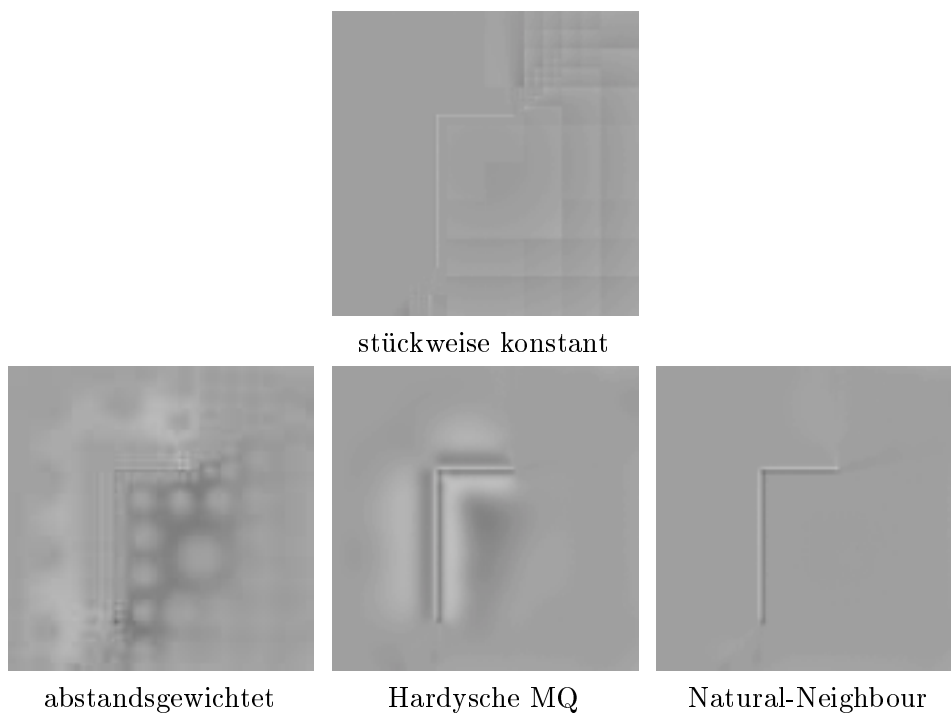 stückweise konstant
abstandsgewichtet
Hardysche MQ
Natural-Neighbour